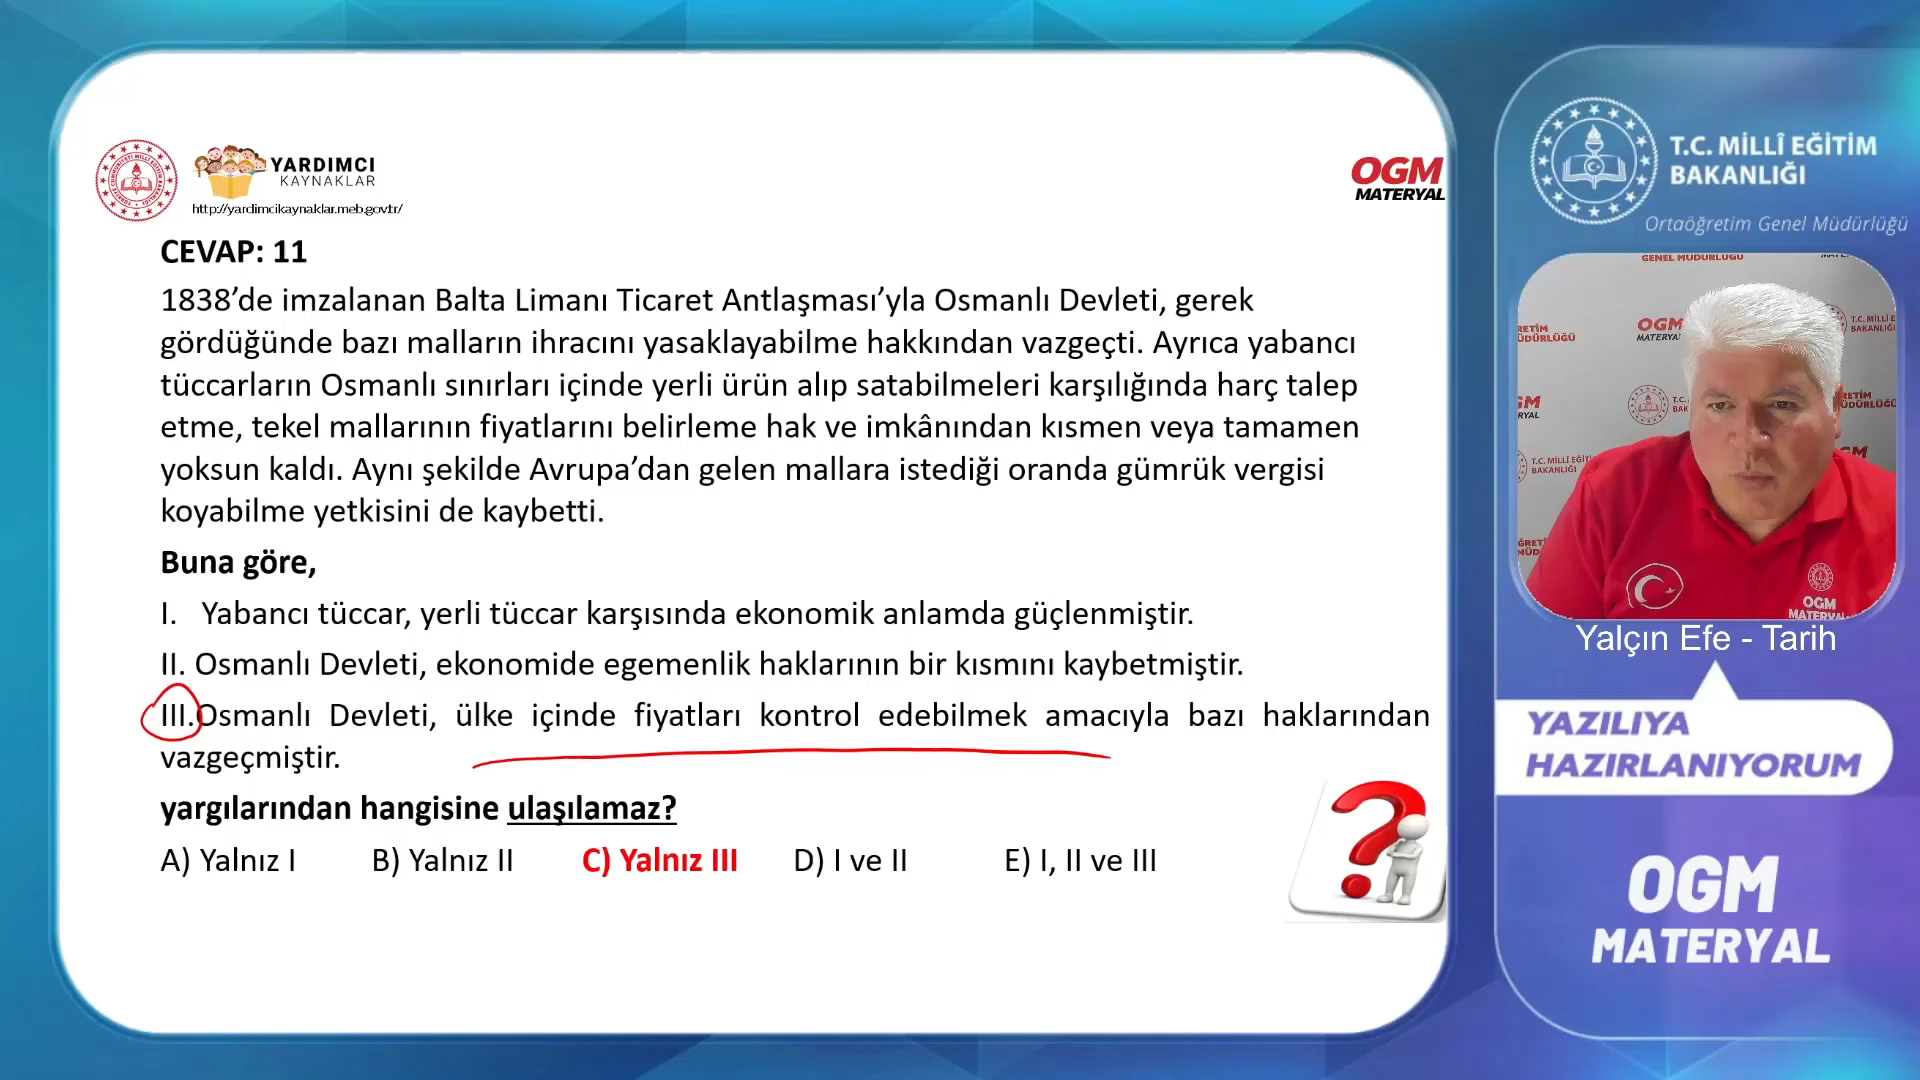 YARDIMCI
KAYNAKLAR
http://yardimcikaynaklar.meb.gov.tr/
OGM
MATERYAL
CEVAP: 11
1838’de imzalanan Balta Limanı Ticaret Antlaşması’yla Osmanlı Devleti, gerek
gördüğünde bazı malların ihracını yasaklayabilme hakkından vazgeçti. Ayrıca yabancı
tüccarların Osmanlı sınırları içinde yerli ürün alıp satabilmeleri karşılığında harç talep
etme, tekel mallarının fiyatlarını belirleme hak ve imkânından kısmen veya tamamen
yoksun kaldı. Aynı şekilde Avrupa’dan gelen mallara istediği oranda gümrük vergisi
koyabilme yetkisini de kaybetti.
Buna göre,
I. Yabancı tüccar, yerli tüccar karşısında ekonomik anlamda güçlenmiştir.
II. Osmanlı Devleti, ekonomide egemenlik haklarının bir kısmını kaybetmiştir.
III.Osmanlı Devleti, ülke içinde fiyatları kontrol edebilmek amacıyla bazı haklarından
vazgeçmiştir.
yargılarından hangisine ulaşılamaz?
A) Yalnız I B) Yalnız II C) Yalnız III D) I ve II E) I, II ve III
T.C. MİLLÎ EĞİTİM
BAKANLIĞI
Ortaöğretim Genel Müdürlüğü
GENEL MÜDÜRLÜĞÜ
OGM
OGM
MATERYAL
Yalçın Efe - Tarih
YAZILIYA
HAZIRLANIYORUM
OGM
MATERYAL